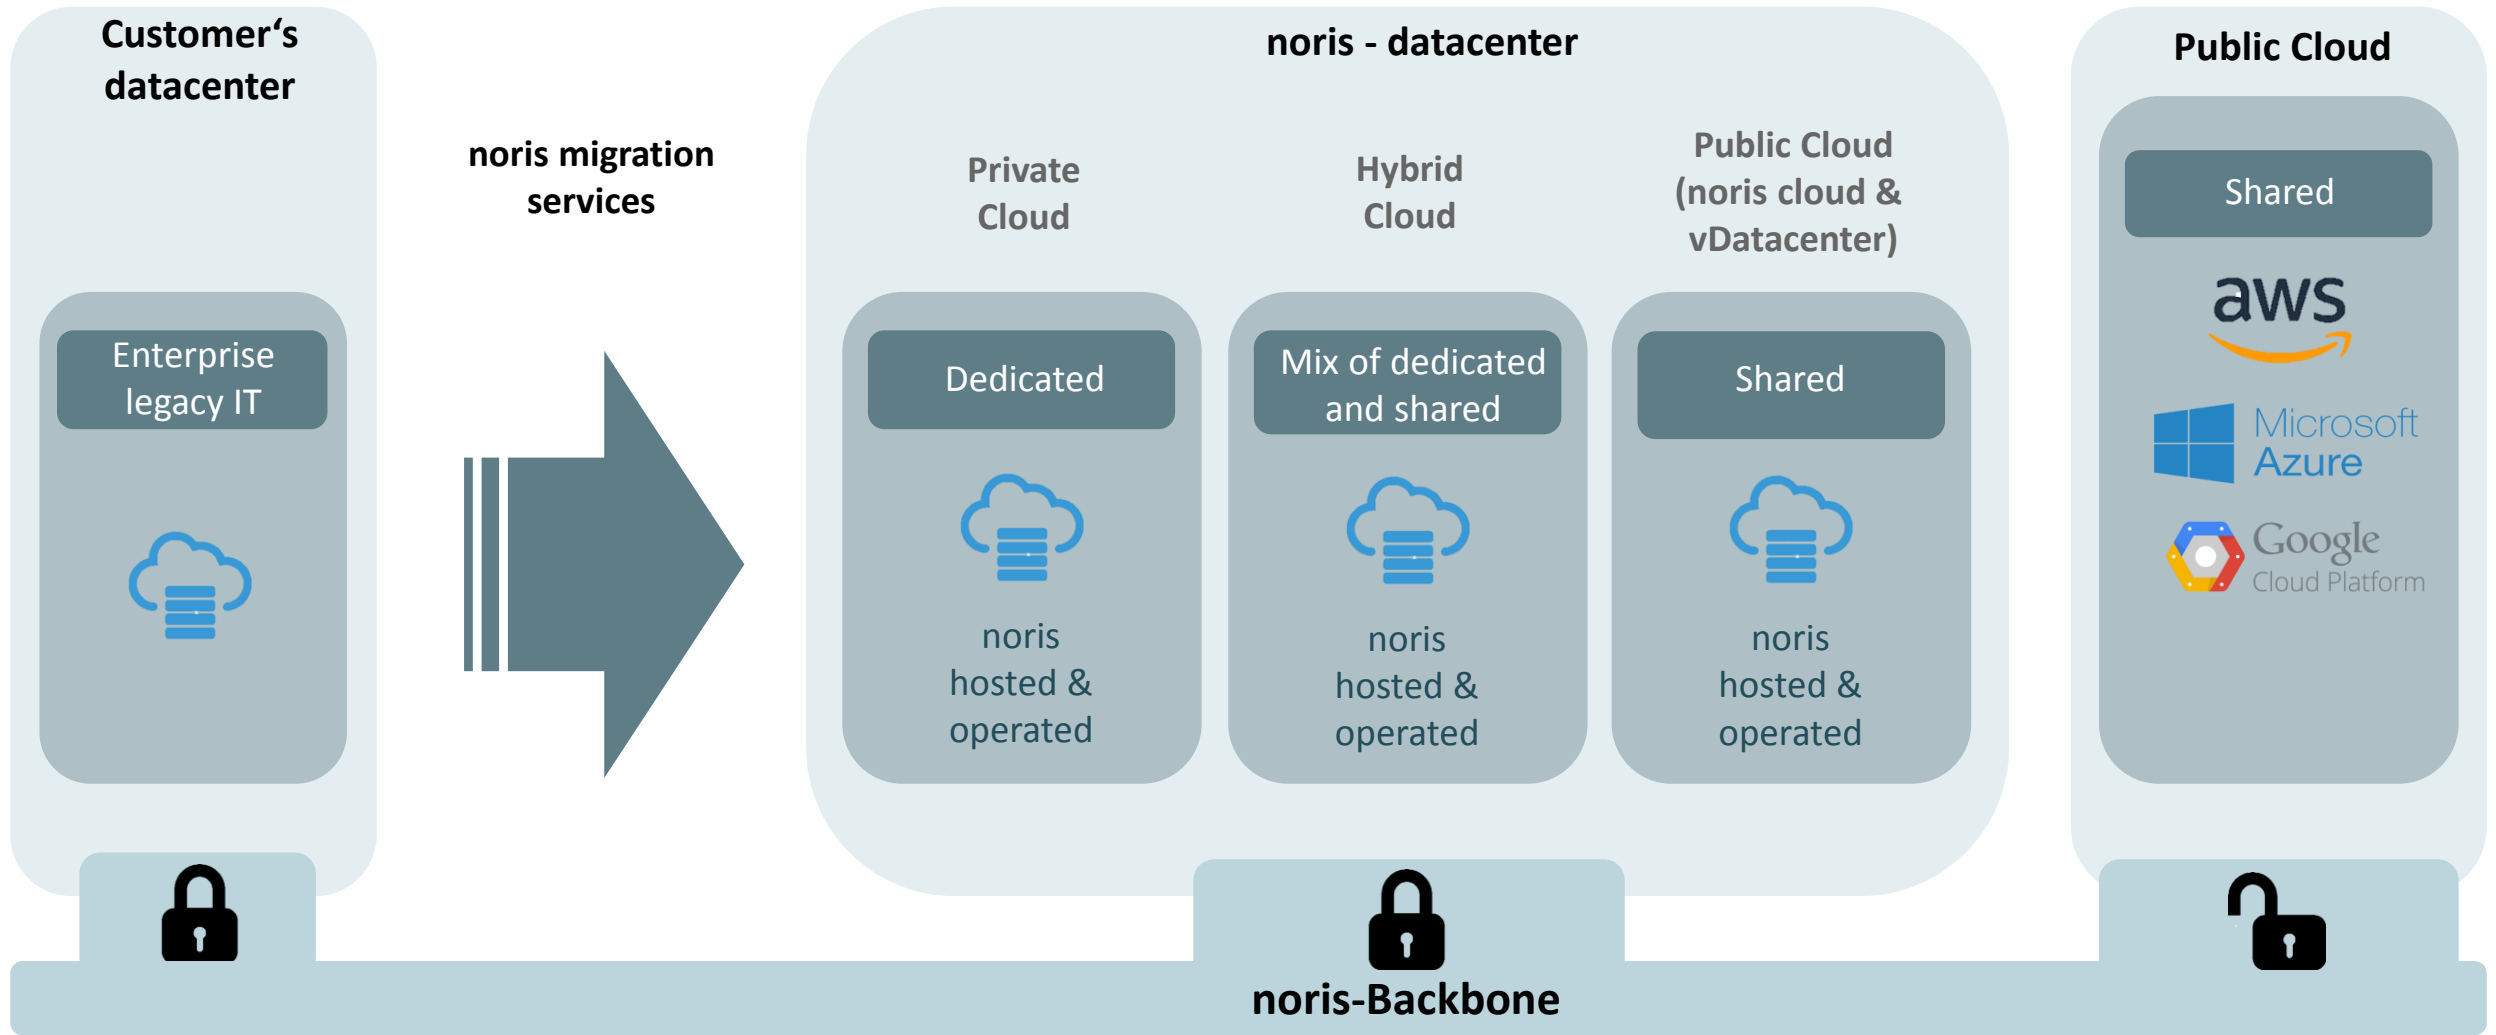 Customer‘s
datacenter
Enterprise
legacy IT
noris migration
services
noris - datacenter
Private
Cloud
Dedicated
noris
hosted &
operated
Hybrid
Cloud
Mix of dedicated
and shared
noris
hosted &
operated
Public Cloud
(noris cloud &
vDatacenter)
Shared
noris
hosted &
operated
Public Cloud
Shared
aws
Microsoft
Azure
Google
Cloud Platform
noris-Backbone